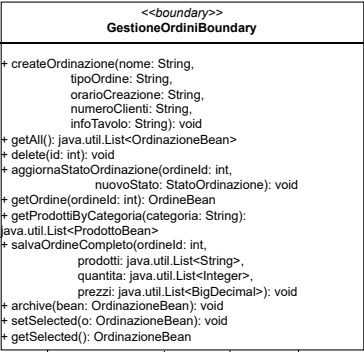 <<boundary>>
GestioneOrdiniBoundary
+ createOrdinazione(nome: String,
tipoOrdine: String,
orarioCreazione: String,
numeroClienti: String,
infoTavolo: String): void
+ getAll(): java.util.List<OrdinazioneBean>
+ delete(id: int): void
+ aggiornaStatoOrdinazione(ordineId: int,
nuovoStato: StatoOrdinazione): void
+ getOrdine(ordineId: int): OrdineBean
+ getProdottiByCategoria(categoria: String):
java.util.List<ProdottoBean>
+ salvaOrdineCompleto(ordineId: int,
prodotti: java.util.List<String>,
quantita: java.util.List<Integer>,
prezzi: java.util.List<BigDecimal>): void
+ archive(bean: OrdinazioneBean): void
+ setSelected(o: OrdinazioneBean): void
+ getSelected(): OrdinazioneBean